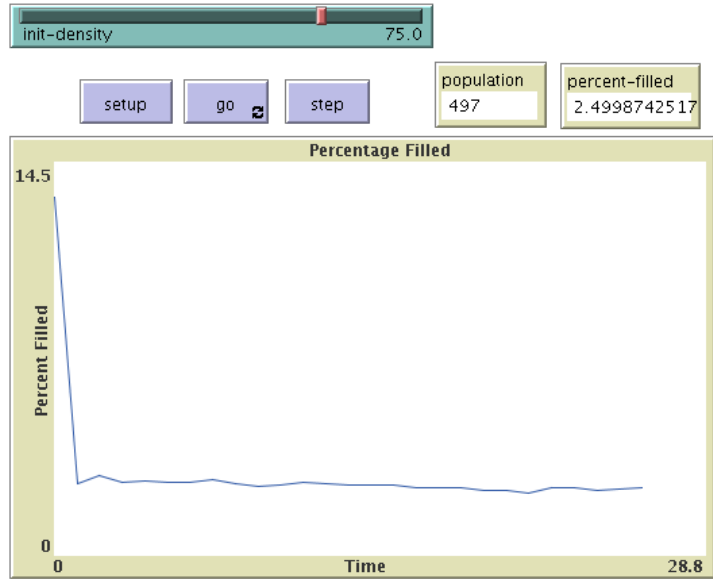 init-density 75.0
setup
go
step
population
497
percent-filled
2.4998742517
Percentage Filled
14.5
Percent Filled
0
0 Time 28.8